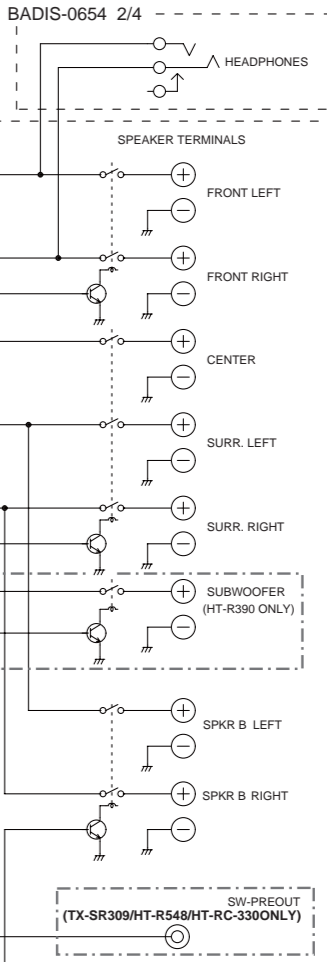 BADIS-0654 2/4
HEADPHONES
SPEAKER TERMINALS
FRONT LEFT
FRONT RIGHT
CENTER
SURR. LEFT
SURR. RIGHT
SUBWOOFER
(HT-R390 ONLY)
SPKR B LEFT
SPKR B RIGHT
SW-PREOUT
(TX-SR309/HT-R548/HT-RC-330ONLY)